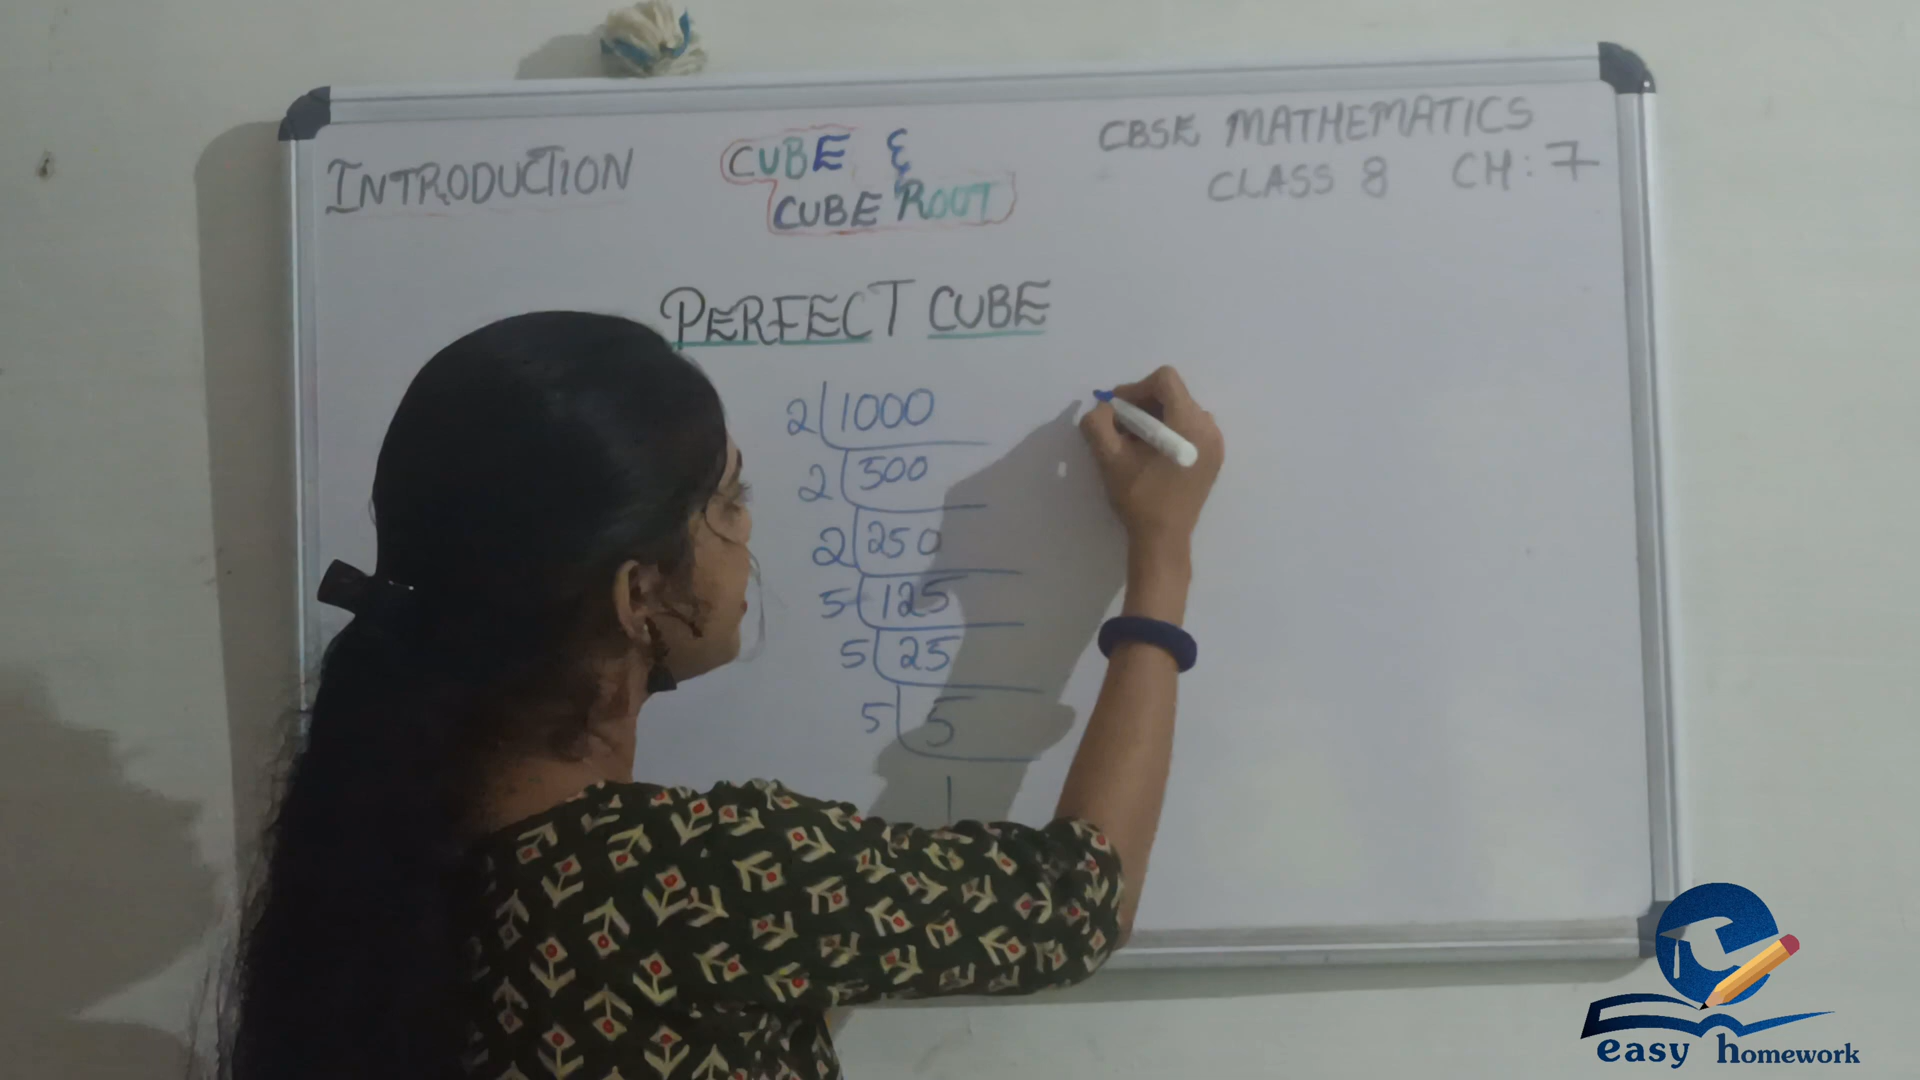 INTRODUCTION
CUBE &
CUBE ROOT
CBSE MATHEMATICS
CLASS 8 CH: 7
PERFECT CUBE
2 1000
2 500
2 250
5 125
5 25
5 5
1
easy homework